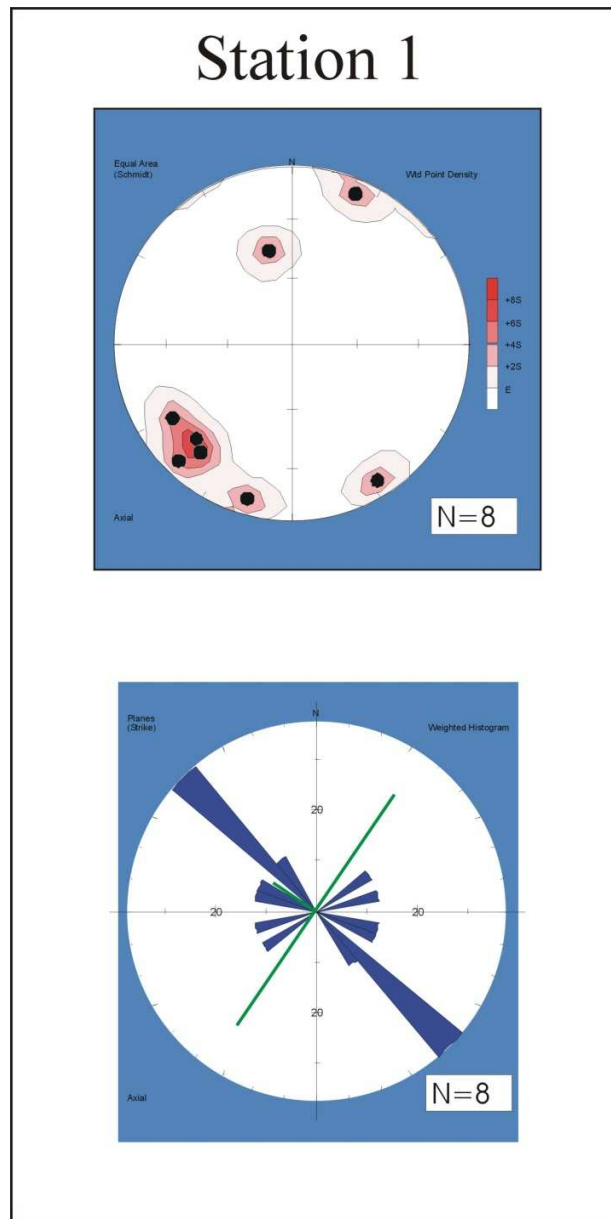 Station 1
Equal Area
(Schmidt)
N
Wtd Point Density
+8S
+6S
+4S
+2S
E
Axial
N=8
Planes
(Strike)
N
Weighted Histogram
20
20
20
20
Axial
N=8